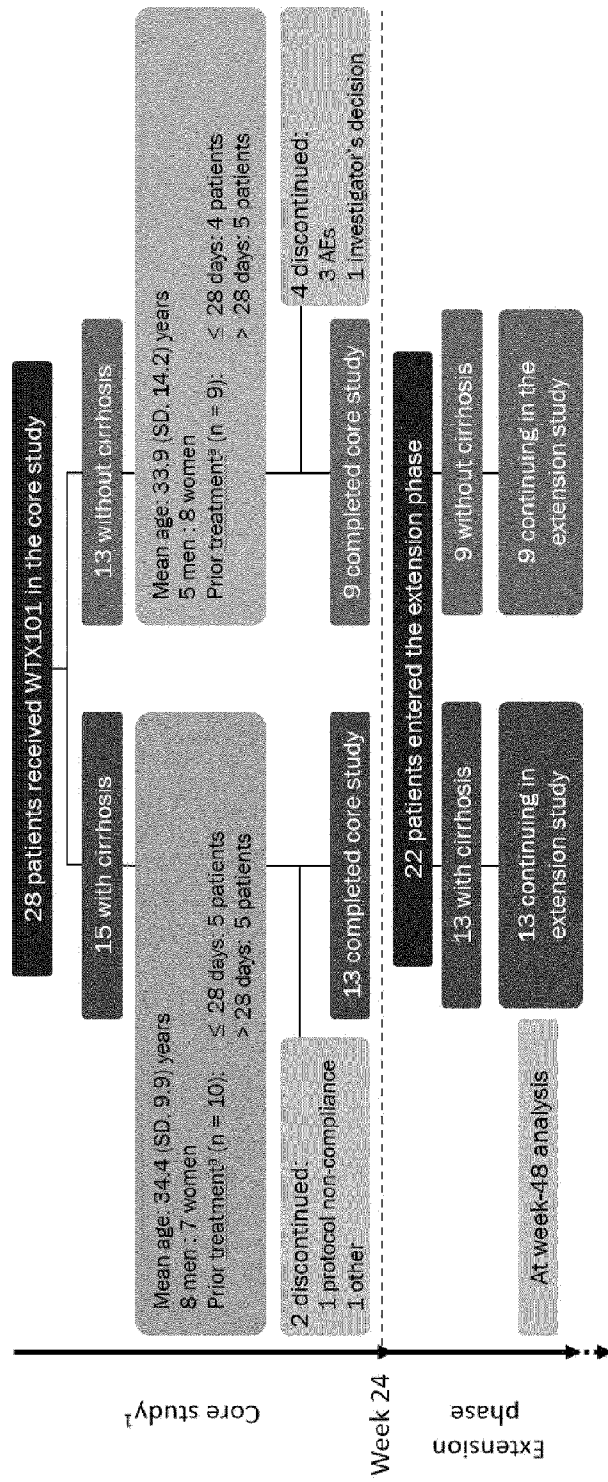 28 patients received WTX101 in the core study
15 with cirrhosis
13 without cirrhosis
Mean age: 34.4 (SD, 9.9) years
8 men : 7 women
Prior treatmentª (n = 10): ≤ 28 days: 5 patients
> 28 days: 5 patients
Mean age: 33.9 (SD, 14.2) years
5 men : 8 women
Prior treatmentª (n = 9): ≤ 28 days: 4 patients
> 28 days: 5 patients
2 discontinued:
1 protocol non-compliance
1 other
4 discontinued:
3 AEs
1 investigator's decision
13 completed core study
9 completed core study
Core study¹
Week 24
22 patients entered the extension phase
13 with cirrhosis
9 without cirrhosis
At week-48 analysis
13 continuing in
extension study
9 continuing in the
extension study
Extension
phase